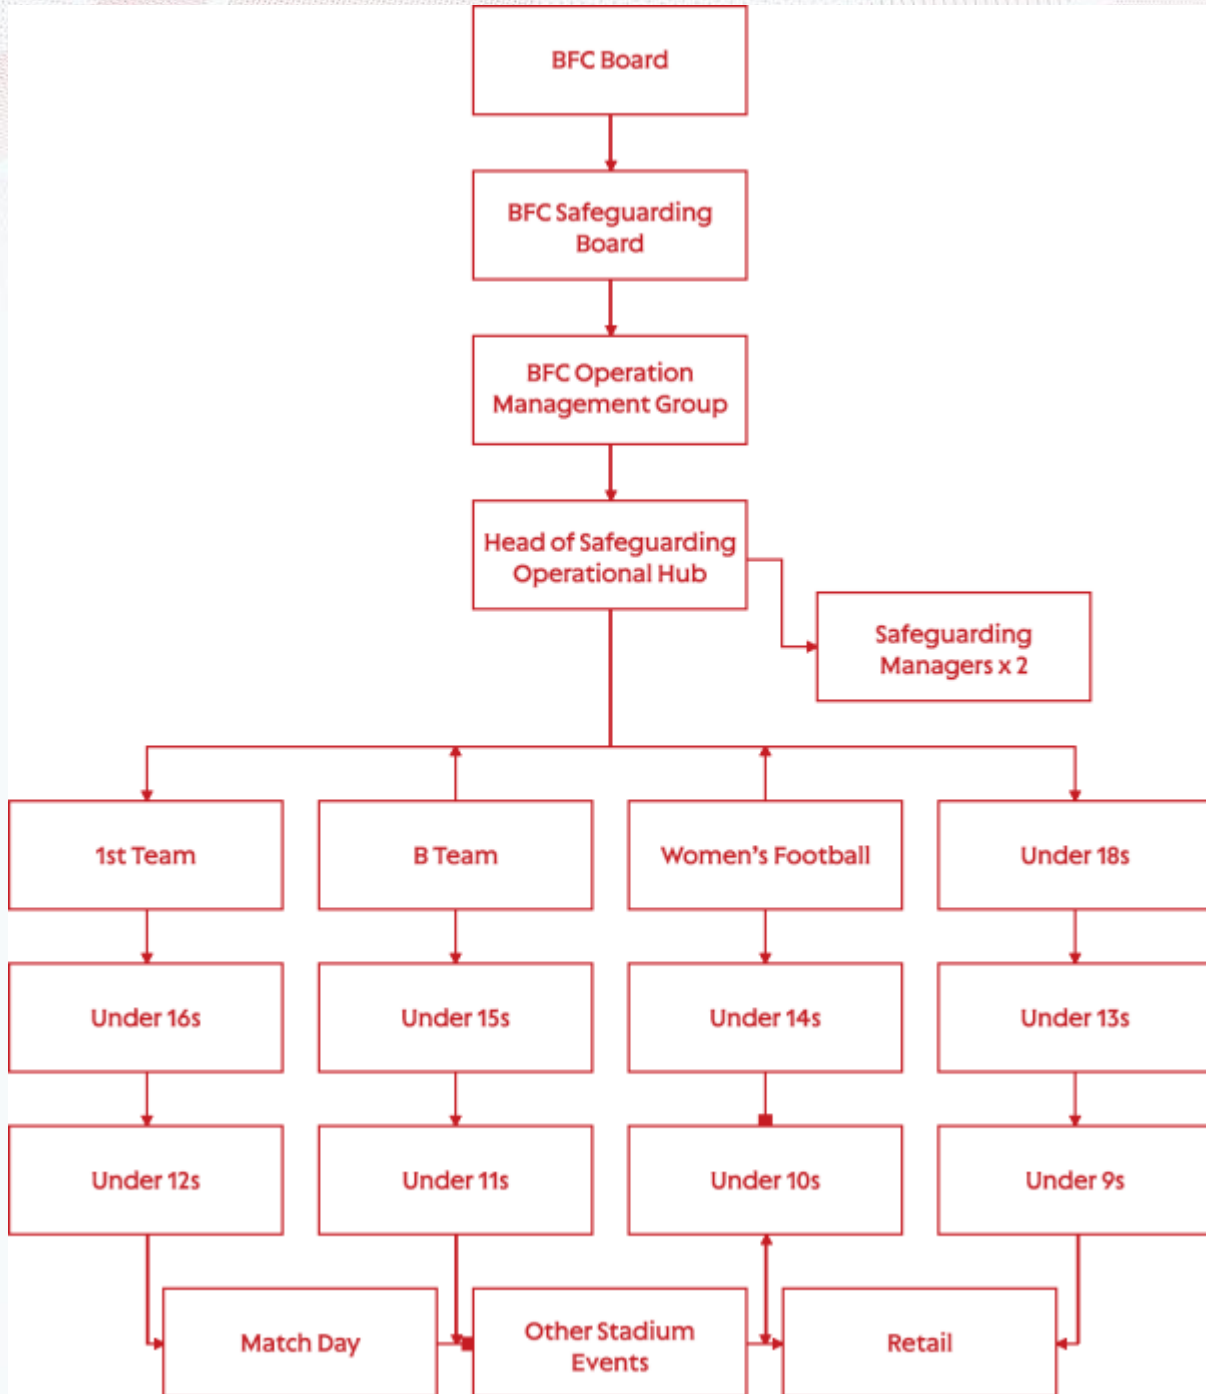 BFC Board
BFC Safeguarding
Board
BFC Operation
Management Group
Head of Safeguarding
Operational Hub
Safeguarding
Managers x 2
1st Team
B Team
Women's Football
Under 18s
Under 16s
Under 15s
Under 14s
Under 13s
Under 12s
Under 11s
Under 10s
Under 9s
Match Day
Other Stadium
Events
Retail